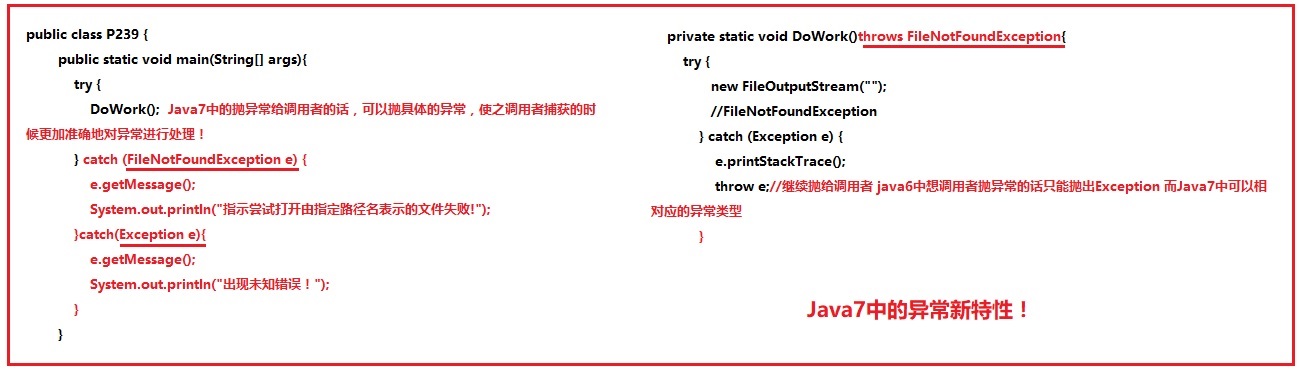 public class P239 {
public static void main(String[] args){
try {
DoWork(); Java7中的抛异常给调用者的话，可以抛具体的异常，使之调用者捕获的时
候更加准确地对异常进行处理！
} catch (FileNotFoundException e) {
e.getMessage();
System.out.println("指示尝试打开由指定路径名表示的文件失败!");
}catch(Exception e){
e.getMessage();
System.out.println("出现未知错误！");
}
}
private static void DoWork()throws FileNotFoundException{
try {
new FileOutputStream("");
//FileNotFoundException
} catch (Exception e) {
e.printStackTrace();
throw e;//继续抛给调用者 java6中想调用者抛异常的话只能抛出Exception 而Java7中可以相
对应的异常类型
}
Java7中的异常新特性！